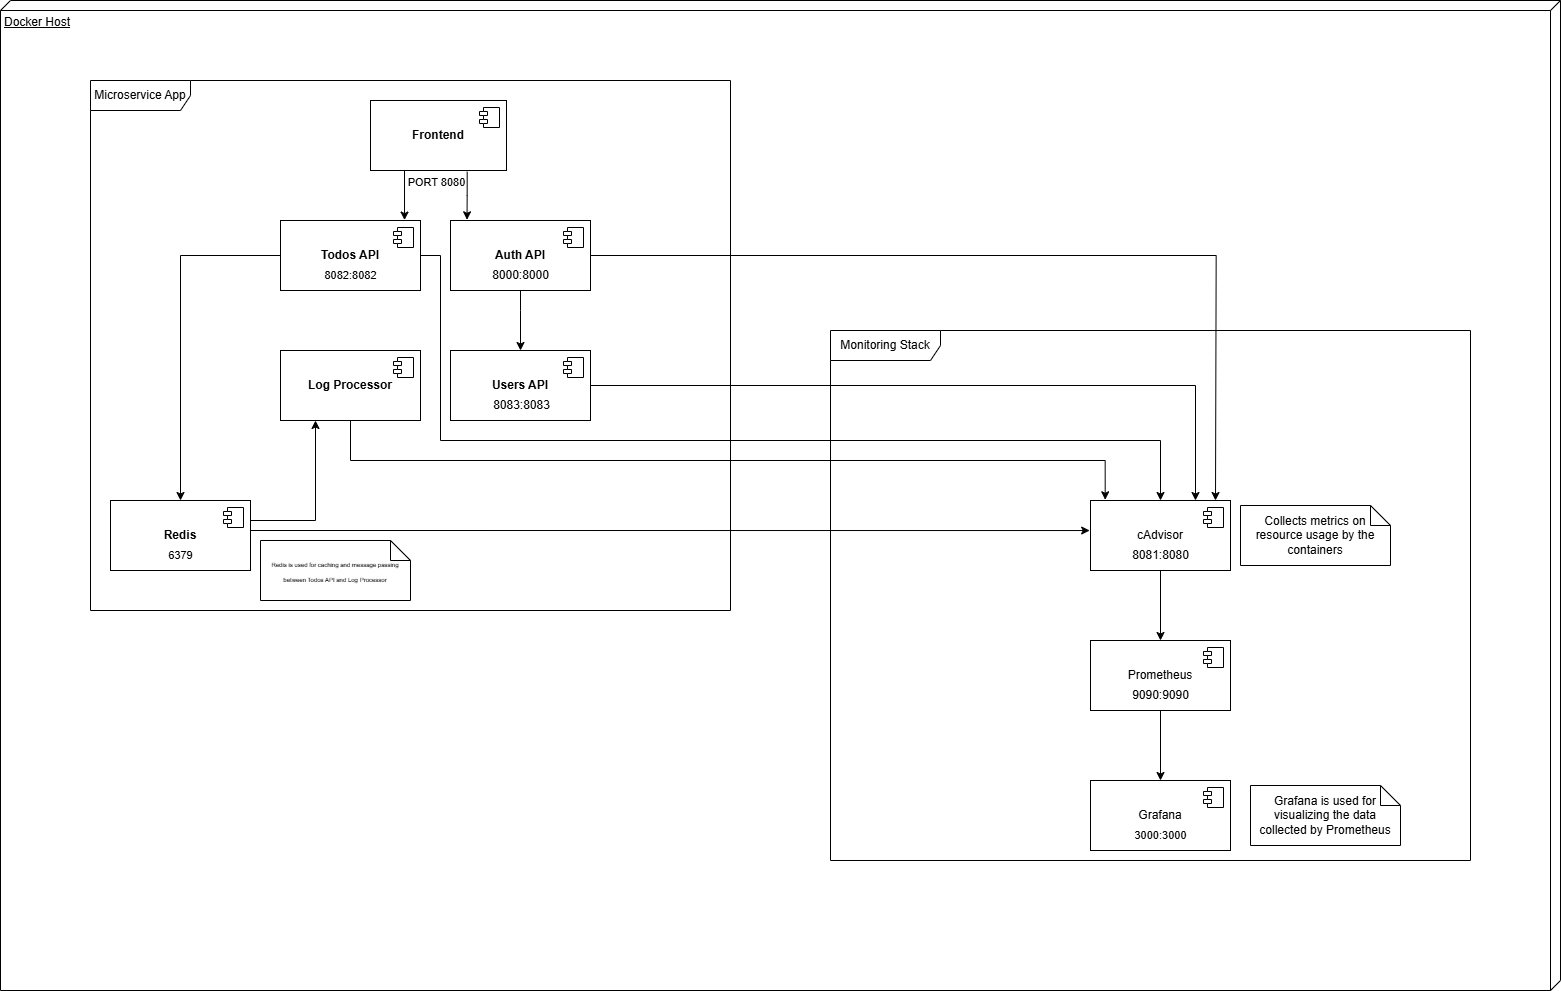 Docker Host
Microservice App
Frontend
PORT 8080
Todos API
8082:8082
Auth API
8000:8000
Log Processor
Users API
8083:8083
Redis
6379
Redis is used for caching and message passing
between Todos API and Log Processor
Monitoring Stack
cAdvisor
8081:8080
Collects metrics on
resource usage by the
containers
Prometheus
9090:9090
Grafana
3000:3000
Grafana is used for
visualizing the data
collected by Prometheus